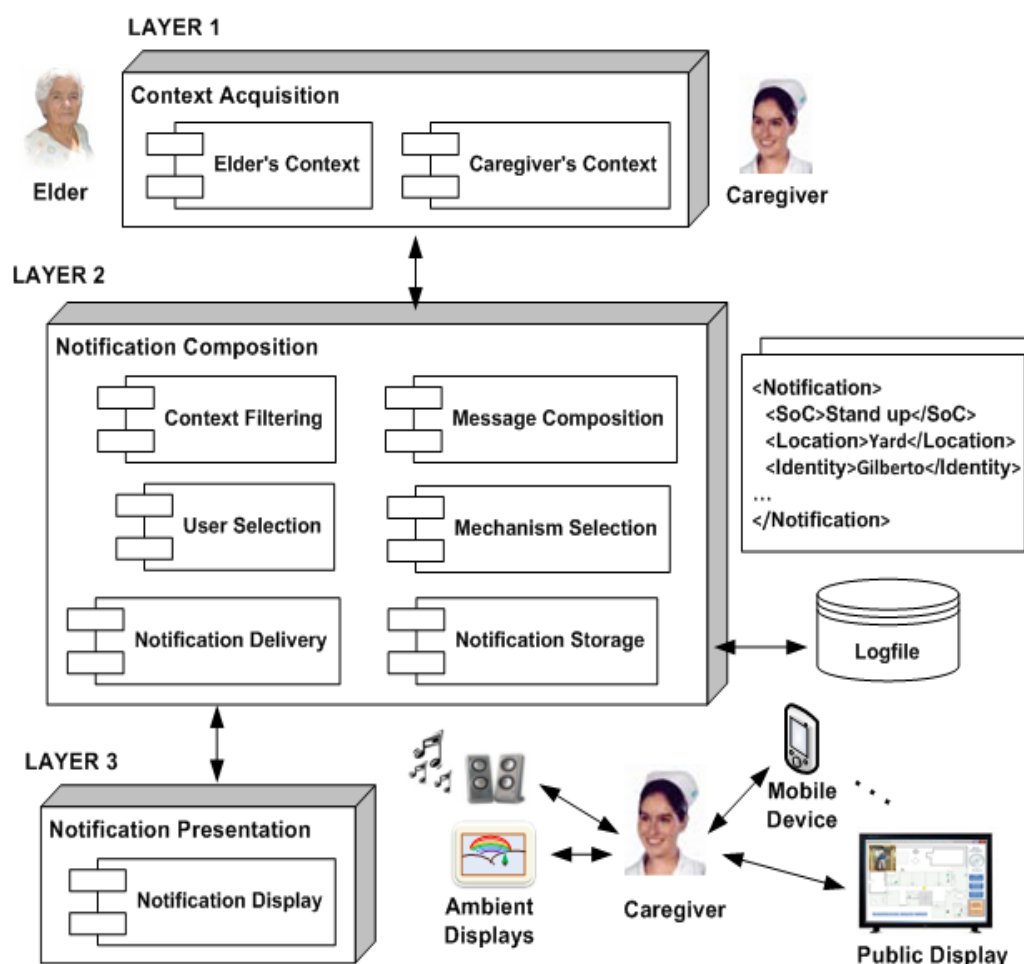 LAYER 1
Context Acquisition
Elder's Context
Caregiver's Context
Elder
Caregiver
LAYER 2
Notification Composition
Context Filtering
Message Composition
User Selection
Mechanism Selection
Notification Delivery
Notification Storage
<Notification>
<SoC>Stand up</SoC>
<Location>Yard</Location>
<Identity>Gilberto</Identity>
...
</Notification>
Logfile
LAYER 3
Notification Presentation
Notification Display
Ambient
Displays
Caregiver
Mobile
Device
...
Public Display